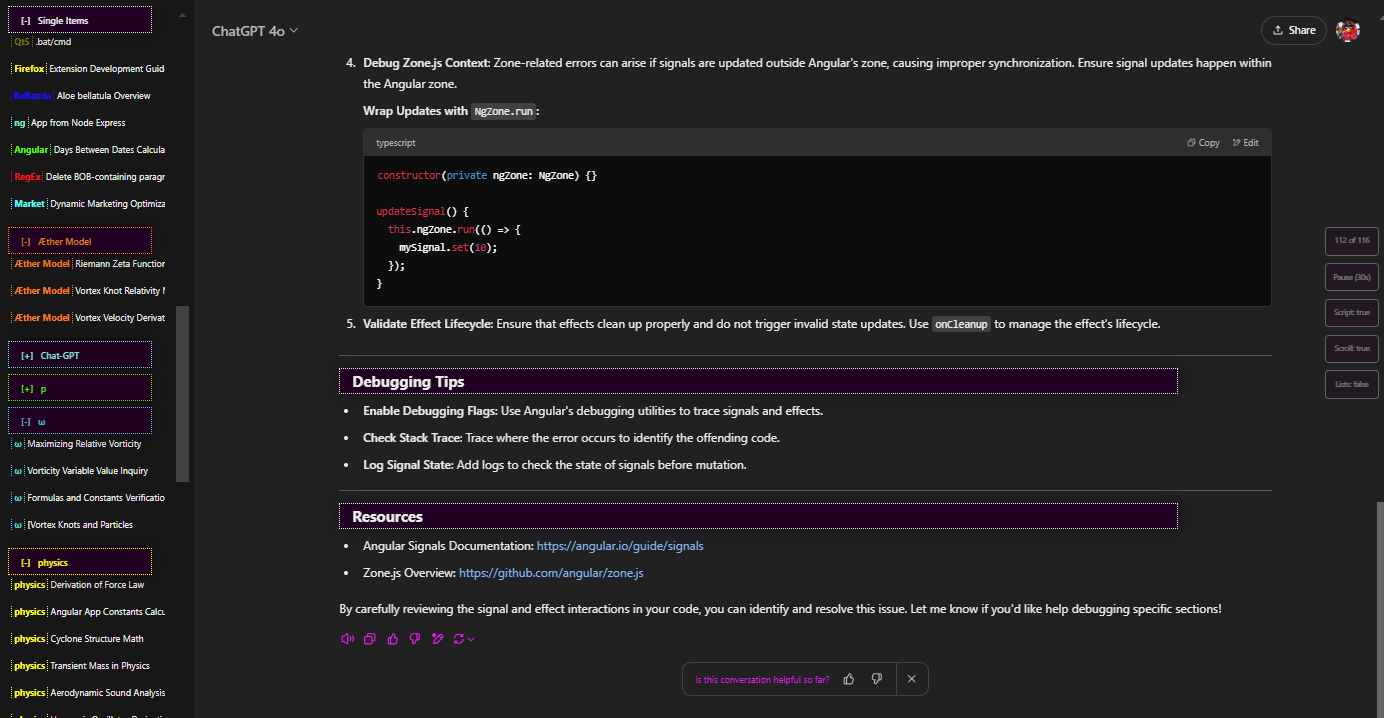 [-] Single Items
Qt5 .bat/cmd
Firefox Extension Development Guid
Bellatula Aloe bellatula Overview
ng App from Node Express
Angular Days Between Dates Calcula
RegEx Delete BOB-containing paragr
Market Dynamic Marketing Optimiza
[-] Æther Model
Æther Model Riemann Zeta Function
Æther Model Vortex Knot Relativity
Æther Model Vortex Velocity Derivat
[+] Chat-GPT
[+] p
[-] ω
ω Maximizing Relative Vorticity
ω Vorticity Variable Value Inquiry
ω Formulas and Constants Verificatio
ω [Vortex Knots and Particles
[-] physics
physics Derivation of Force Law
physics Angular App Constants Calcu
physics Cyclone Structure Math
physics Transient Mass in Physics
physics Aerodynamic Sound Analysis
ChatGPT 4o
Share
4. Debug Zone.js Context: Zone-related errors can arise if signals are updated outside Angular's zone, causing improper synchronization. Ensure signal updates happen within
the Angular zone.
Wrap Updates with NgZone.run:
typescript
Copy
Edit
constructor(private ngZone: NgZone) {}
updateSignal() {
this.ngZone.run(() => {
mySignal.set(10);
});
}
5. Validate Effect Lifecycle: Ensure that effects clean up properly and do not trigger invalid state updates. Use onCleanup to manage the effect's lifecycle.
Debugging Tips
• Enable Debugging Flags: Use Angular's debugging utilities to trace signals and effects.
• Check Stack Trace: Trace where the error occurs to identify the offending code.
• Log Signal State: Add logs to check the state of signals before mutation.
Resources
• Angular Signals Documentation: https://angular.io/guide/signals
• Zone.js Overview: https://github.com/angular/zone.js
By carefully reviewing the signal and effect interactions in your code, you can identify and resolve this issue. Let me know if you'd like help debugging specific sections!
Is this conversation helpful so far?
112 of 116
Pause (30s)
Script: true
Scroll: true
Lists: false